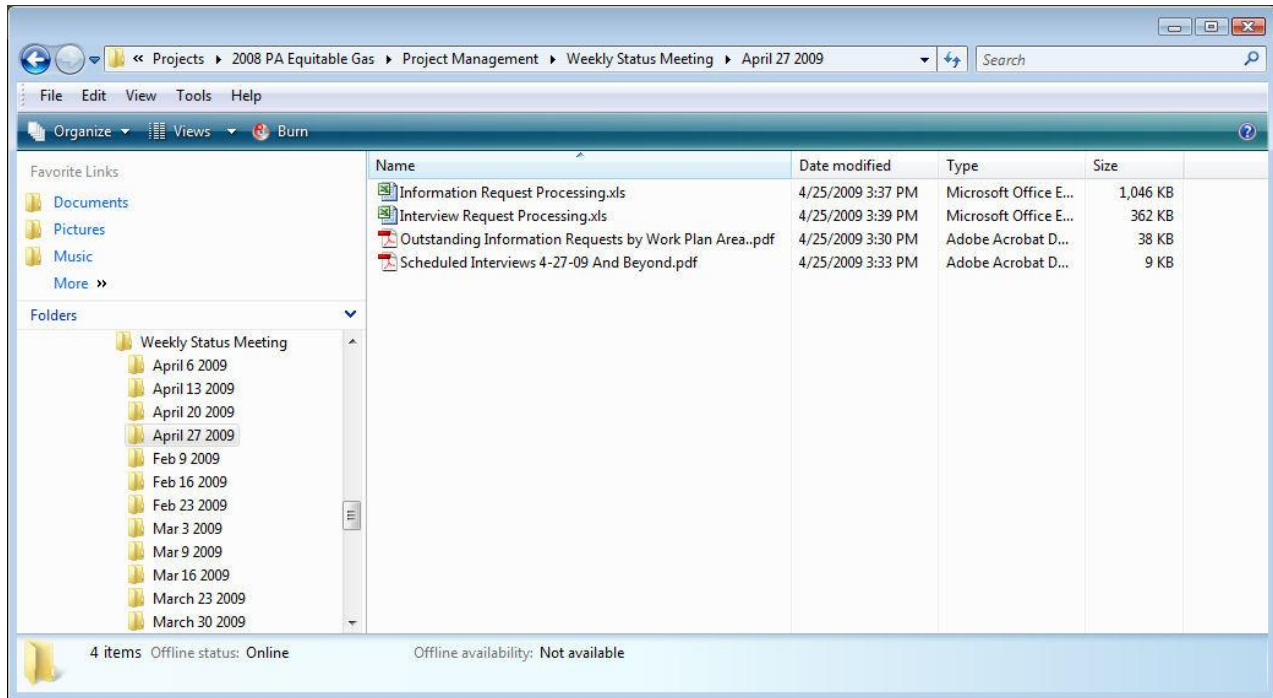 « Projects ▸ 2008 PA Equitable Gas ▸ Project Management ▸ Weekly Status Meeting ▸ April 27 2009 Search
File Edit View Tools Help
Organize Views Burn
Favorite Links
Documents
Pictures
Music
More »
Folders
Weekly Status Meeting
April 6 2009
April 13 2009
April 20 2009
April 27 2009
Feb 9 2009
Feb 16 2009
Feb 23 2009
Mar 3 2009
Mar 9 2009
Mar 16 2009
March 23 2009
March 30 2009
Name Date modified Type Size
Information Request Processing.xls 4/25/2009 3:37 PM Microsoft Office E... 1,046 KB
Interview Request Processing.xls 4/25/2009 3:39 PM Microsoft Office E... 362 KB
Outstanding Information Requests by Work Plan Area..pdf 4/25/2009 3:30 PM Adobe Acrobat D... 38 KB
Scheduled Interviews 4-27-09 And Beyond.pdf 4/25/2009 3:33 PM Adobe Acrobat D... 9 KB
4 items Offline status: Online Offline availability: Not available